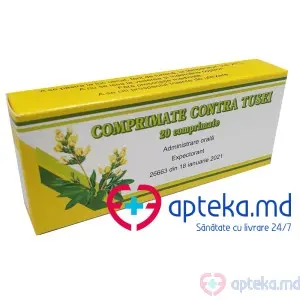 COMPRIMATE CONTRA TUSEI
20 comprimate
Administrare orală
Expectorant
26663 din 18 ianuarie 2021
apteka.md
Sănătate cu livrare 24/7
apteka.md